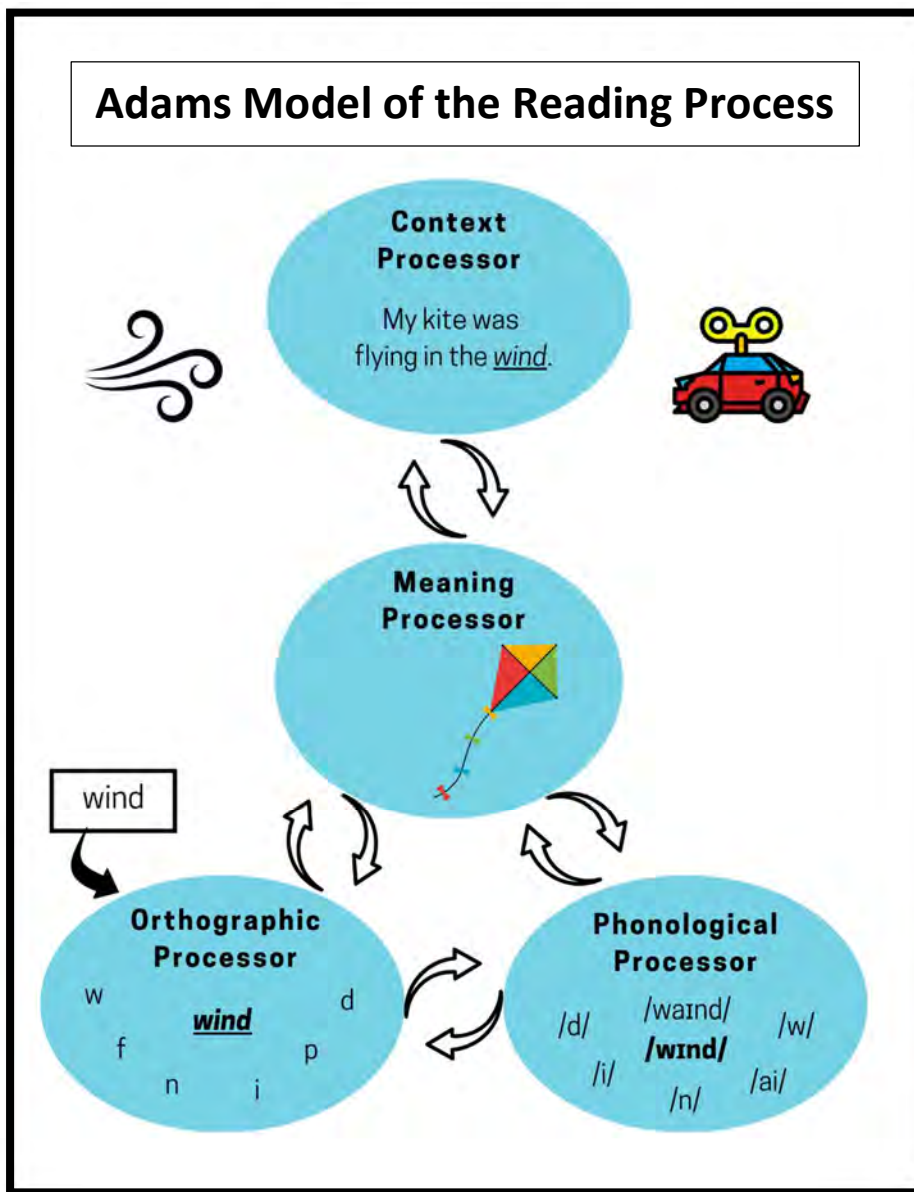 Adams Model of the Reading Process
Context
Processor
My kite was
flying in the wind.
Meaning
Processor
wind
Orthographic
Processor
w
d
wind
f
p
n
i
Phonological
Processor
/waɪnd/
/d/
/w/
/wɪnd/
/i/
/ai/
/n/